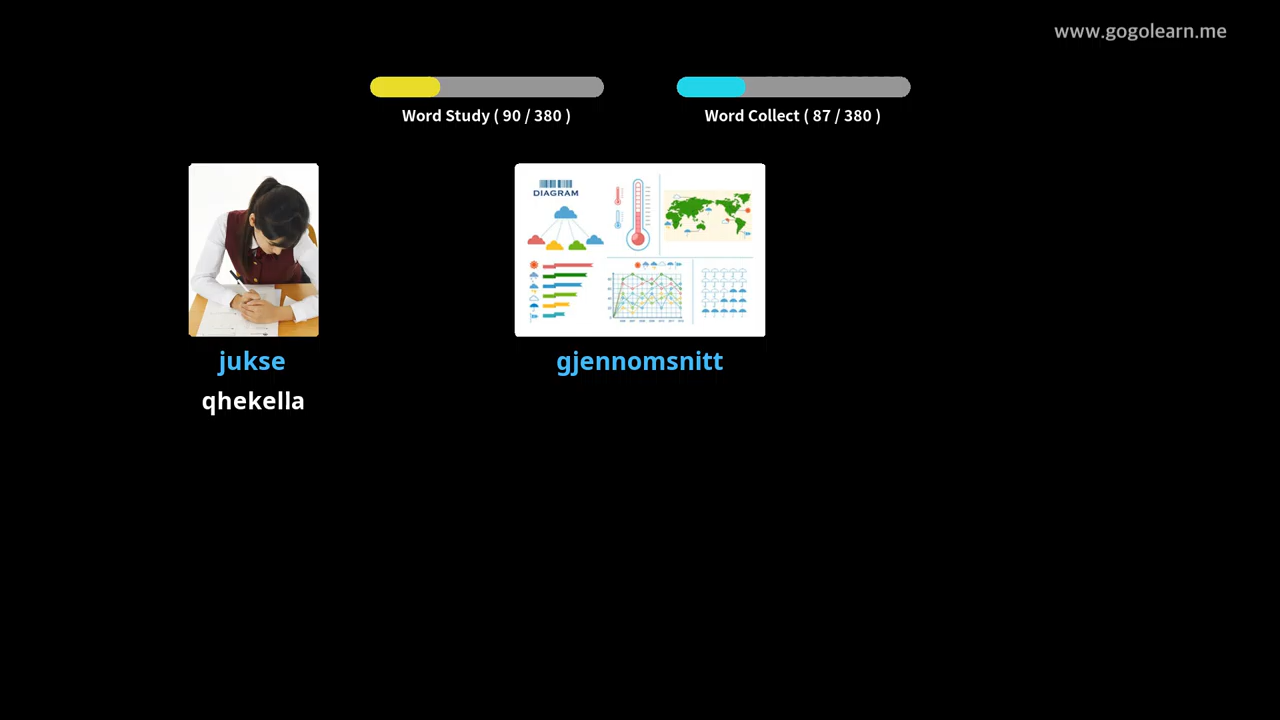 www.gogolearn.me
Word Study ( 90 / 380 )
Word Collect ( 87 / 380 )
DIAGRAM
jukse
gjennomsnitt
qhekella